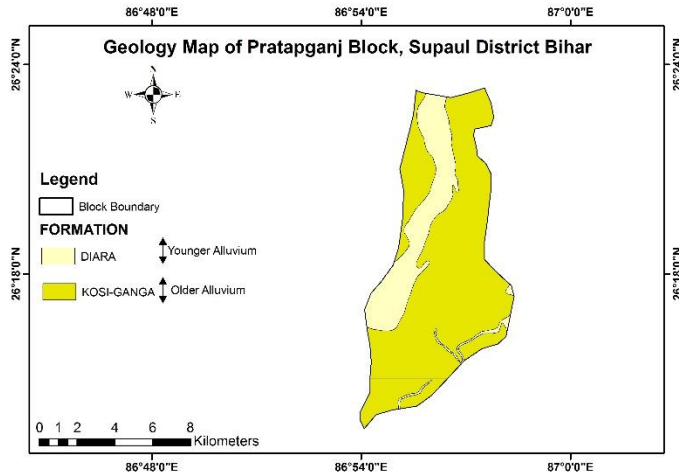 86°48'0"E 86°54'0"E 87°0'0"E
Geology Map of Pratapganj Block, Supaul District Bihar
26°24'0"N 26°24'0"N
N
W E
S
Legend
Block Boundary
FORMATION
DIARA Younger Alluvium
KOSI-GANGA Older Alluvium
26°18'0"N 26°18'0"N
0 1 2 4 6 8
Kilometers
86°48'0"E 86°54'0"E 87°0'0"E